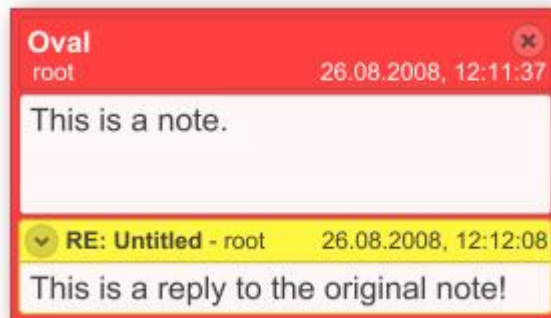 Oval
root 26.08.2008, 12:11:37
This is a note.
RE: Untitled - root 26.08.2008, 12:12:08
This is a reply to the original note!